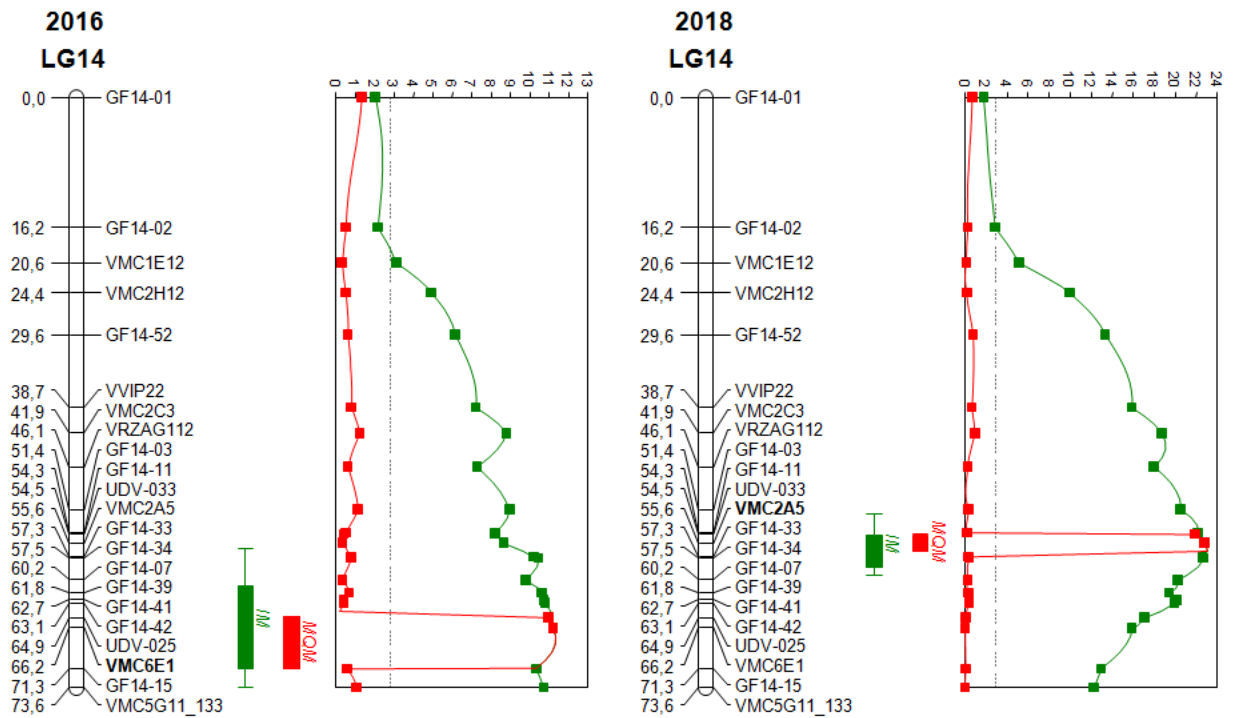 2016
LG14
0 1 2 3 4 5 6 7 8 9 10 11 12 13
0,0 GF14-01
16,2 GF14-02
20,6 VMC1E12
24,4 VMC2H12
29,6 GF14-52
38,7 VVIP22
41,9 VMC2C3
46,1 VRZAG112
51,4 GF14-03
54,3 GF14-11
54,5 UDV-033
55,6 VMC2A5
57,3 GF14-33
57,5 GF14-34
60,2 GF14-07
61,8 GF14-39
62,7 GF14-41
63,1 GF14-42
64,9 UDV-025
66,2 VMC6E1
71,3 GF14-15
73,6 VMC5G11_133
IM
MQM
2018
LG14
0 2 4 6 8 10 12 14 16 18 20 22 24
0,0 GF14-01
16,2 GF14-02
20,6 VMC1E12
24,4 VMC2H12
29,6 GF14-52
38,7 VVIP22
41,9 VMC2C3
46,1 VRZAG112
51,4 GF14-03
54,3 GF14-11
54,5 UDV-033
55,6 VMC2A5
57,3 GF14-33
57,5 GF14-34
60,2 GF14-07
61,8 GF14-39
62,7 GF14-41
63,1 GF14-42
64,9 UDV-025
66,2 VMC6E1
71,3 GF14-15
73,6 VMC5G11_133
IM
MQM